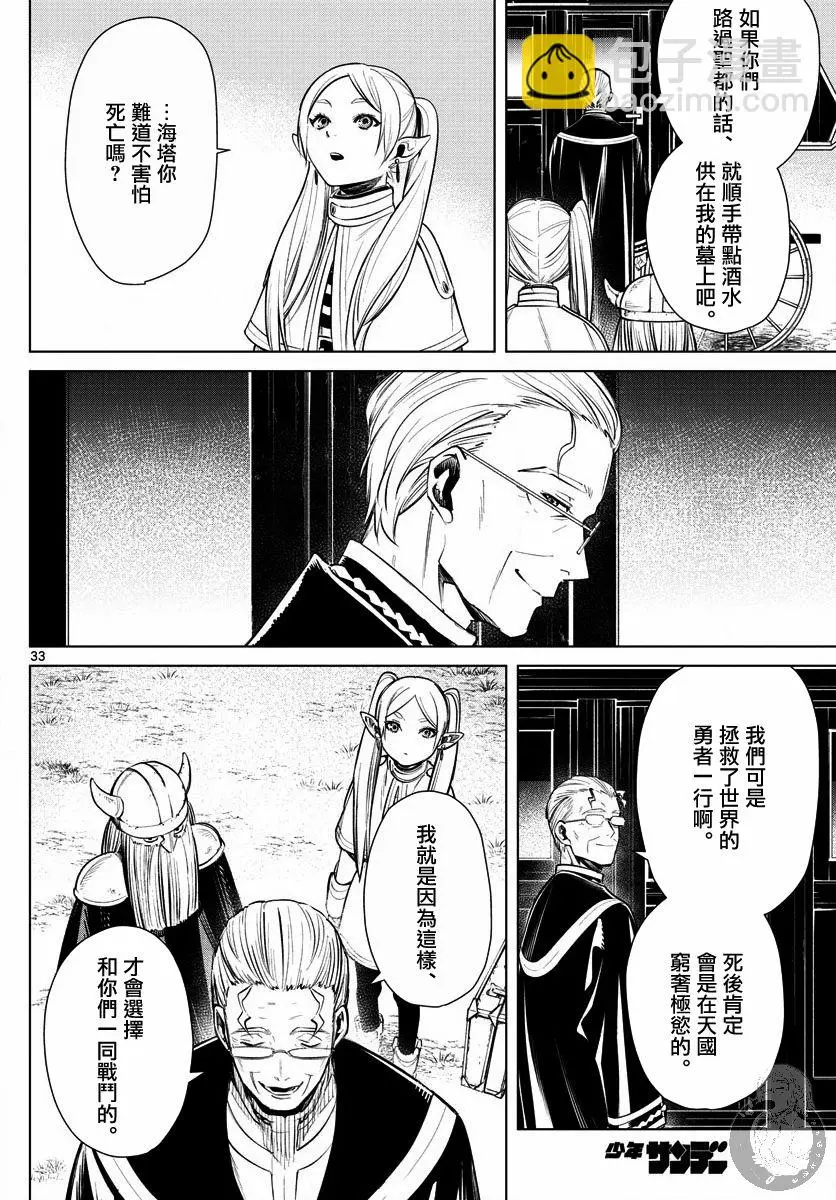 如果你們
路過聖都的話、
就順手帶點酒水
供在我的墓上吧。
…海塔你
難道不害怕
死亡嗎?
我們可是
拯救了世界的
勇者一行啊。
死後肯定
會是在天國
窮奢極慾的。
我就是因為這樣、
才會選擇
和你們一同戰鬥的。
33
少年サンデー
包子漫畫
baozimh.com